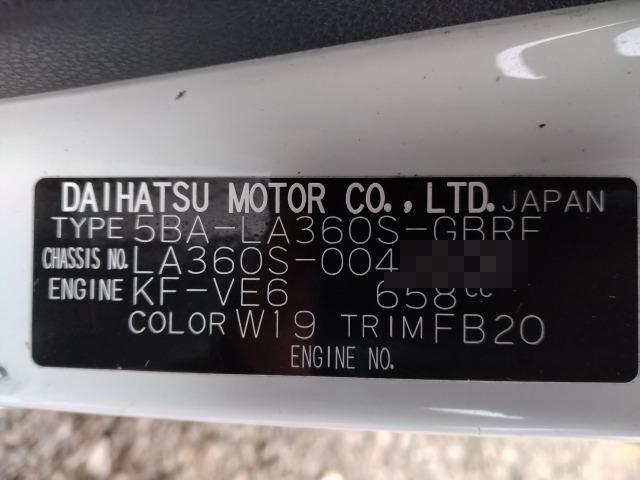 DAIHATSU MOTOR CO., LTD. JAPAN
TYPE 5BA-LA360S-GBRF
CHASSIS NO. LA360S-004
ENGINE KF-VE6 658cc
COLOR W19 TRIM FB20
ENGINE NO.